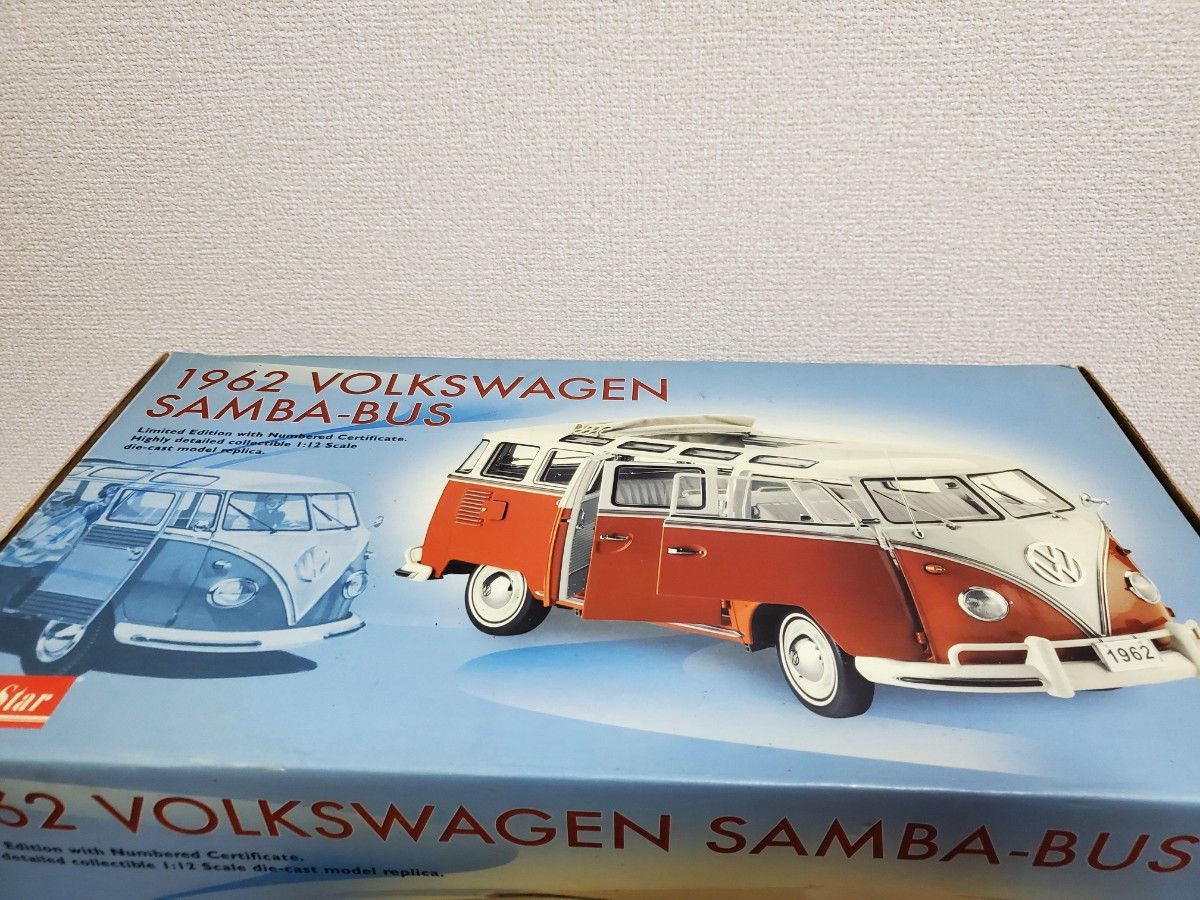 1962 VOLKSWAGEN
SAMBA-BUS
Limited Edition with Numbered Certificate.
Highly detailed collectible 1:12 Scale
die-cast model replica.
1962
Star
62 VOLKSWAGEN SAMBA-BUS
Edition with Numbered Certificate.
detailed collectible 1:12 Scale die-cast model replica.